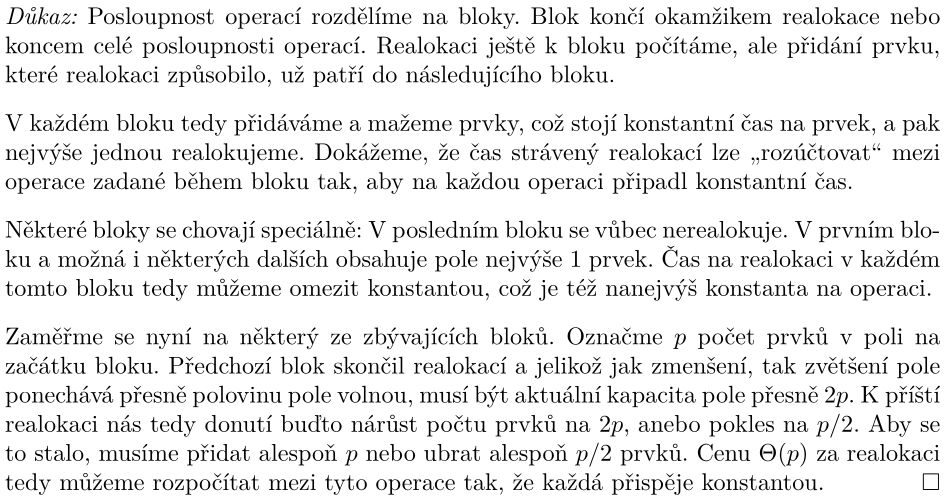 Důkaz: Posloupnost operací rozdělíme na bloky. Blok končí okamžikem realokace nebo
koncem celé posloupnosti operací. Realokaci ještě k bloku počítáme, ale přidání prvku,
které realokaci způsobilo, už patří do následujícího bloku.
V každém bloku tedy přidáváme a mažeme prvky, což stojí konstantní čas na prvek, a pak
nejvýše jednou realokujeme. Dokážeme, že čas strávený realokací lze „rozúčtovat“ mezi
operace zadané během bloku tak, aby na každou operaci připadl konstantní čas.
Některé bloky se chovají speciálně: V posledním bloku se vůbec nerealokuje. V prvním blo-
ku a možná i některých dalších obsahuje pole nejvýše 1 prvek. Čas na realokaci v každém
tomto bloku tedy můžeme omezit konstantou, což je též nanejvýš konstanta na operaci.
Zaměřme se nyní na některý ze zbývajících bloků. Označme p počet prvků v poli na
začátku bloku. Předchozí blok skončil realokací a jelikož jak zmenšení, tak zvětšení pole
ponechává přesně polovinu pole volnou, musí být aktuální kapacita pole přesně 2p. K příští
realokaci nás tedy donutí buďto nárůst počtu prvků na 2p, anebo pokles na p/2. Aby se
to stalo, musíme přidat alespoň p nebo ubrat alespoň p/2 prvků. Cenu Θ(p) za realokaci
tedy můžeme rozpočítat mezi tyto operace tak, že každá přispěje konstantou. □